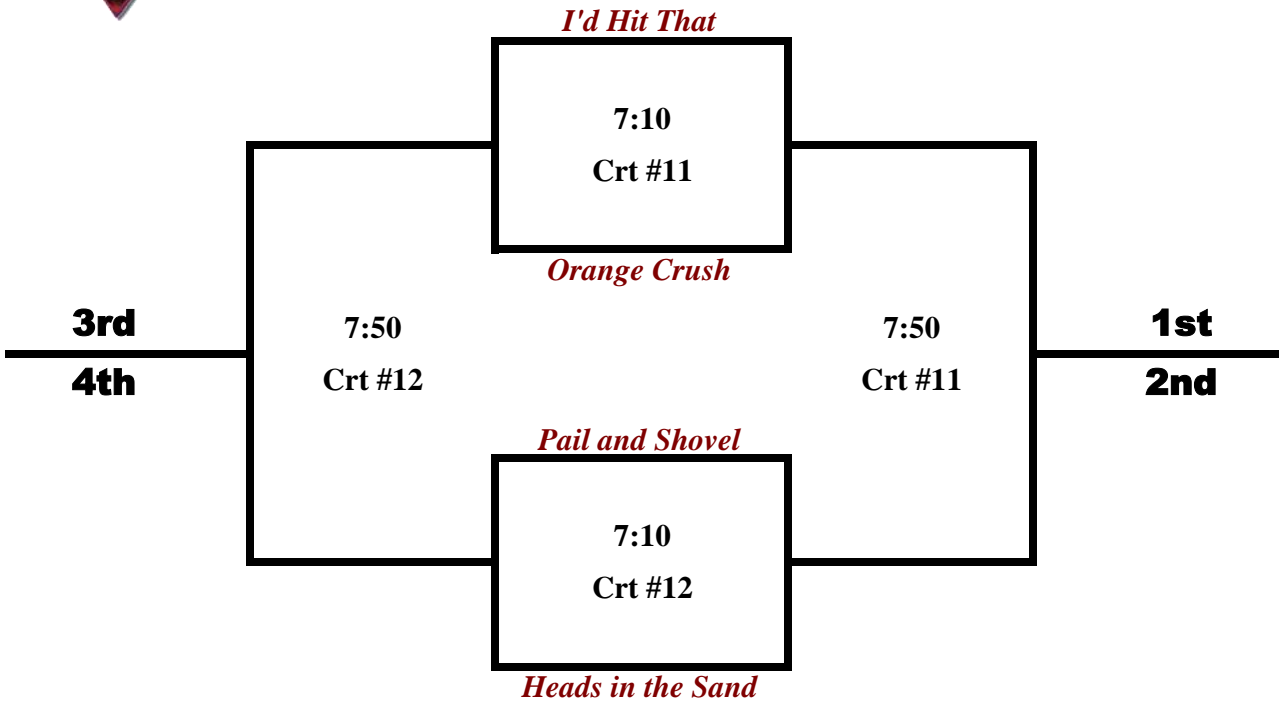 I'd Hit That
7:10
Crt #11
Orange Crush
3rd
4th
7:50
Crt #12
7:50
Crt #11
1st
2nd
Pail and Shovel
7:10
Crt #12
Heads in the Sand